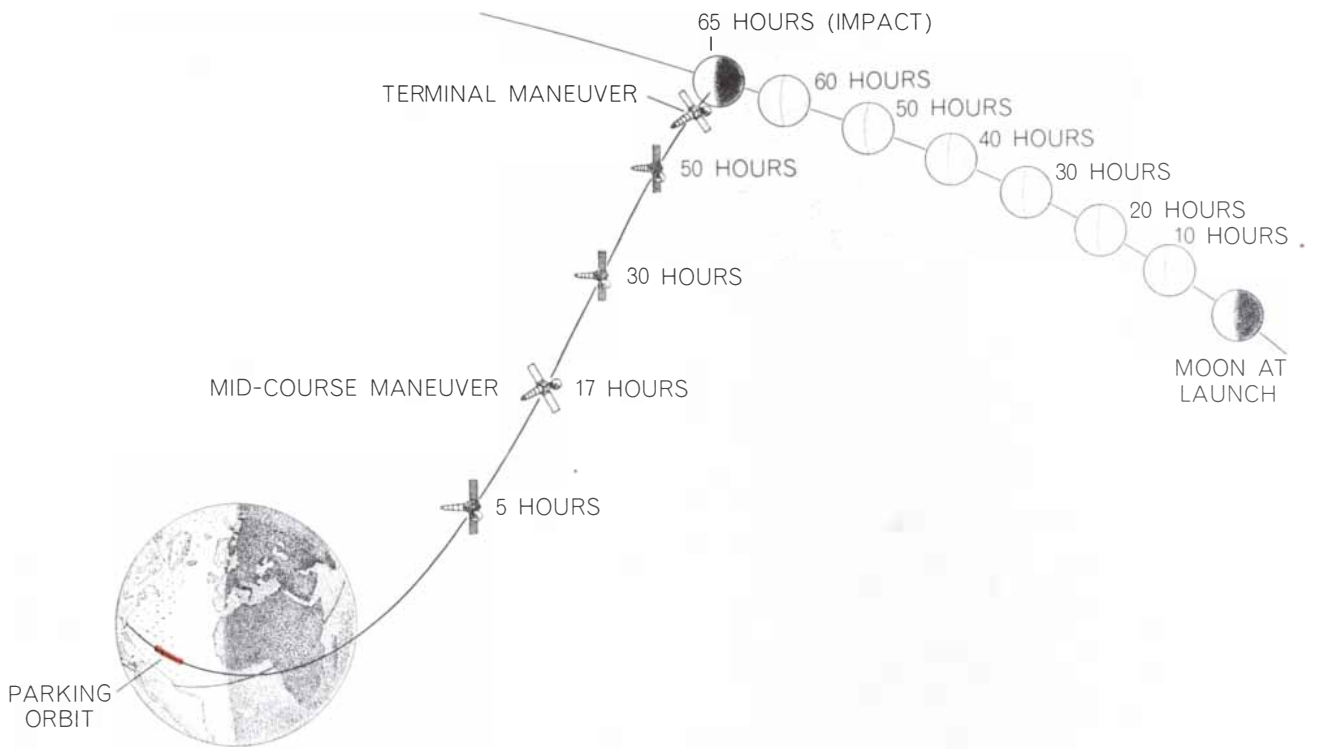 65 HOURS (IMPACT)
60 HOURS
TERMINAL MANEUVER
50 HOURS
40 HOURS
50 HOURS
30 HOURS
20 HOURS
10 HOURS
30 HOURS
MOON AT
LAUNCH
MID-COURSE MANEUVER
17 HOURS
5 HOURS
PARKING
ORBIT